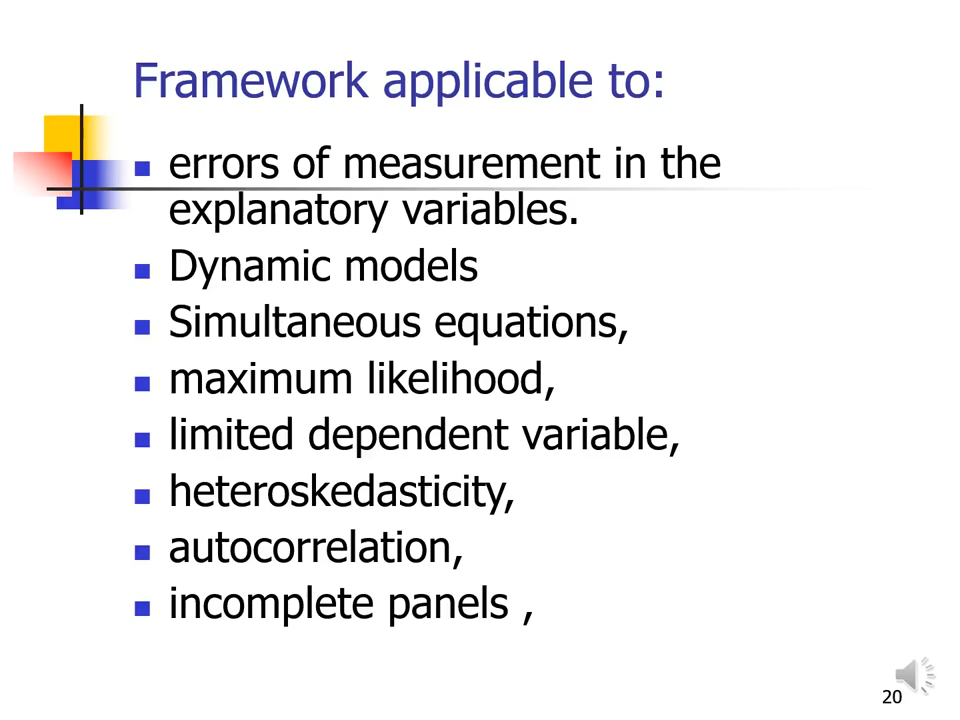 Framework applicable to:
errors of measurement in the
explanatory variables.
Dynamic models
Simultaneous equations,
maximum likelihood,
limited dependent variable,
heteroskedasticity,
autocorrelation,
incomplete panels ,
20